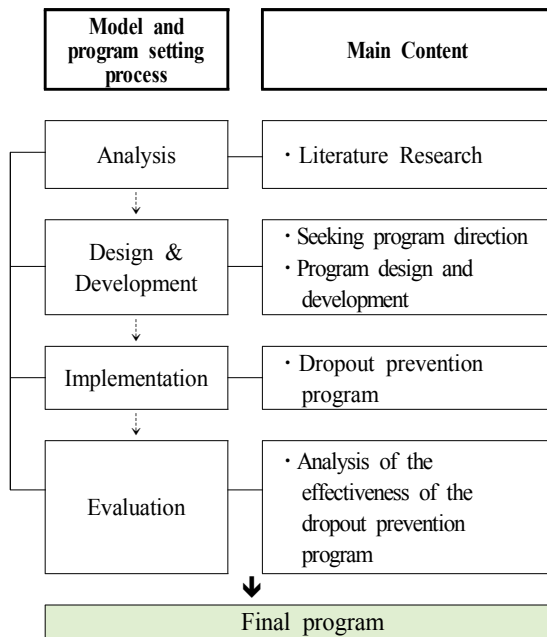 Model and
program setting
process
Main Content
Analysis
· Literature Research
Design &
Development
· Seeking program direction
· Program design and
development
Implementation
· Dropout prevention
program
Evaluation
· Analysis of the
effectiveness of the
dropout prevention
program
Final program